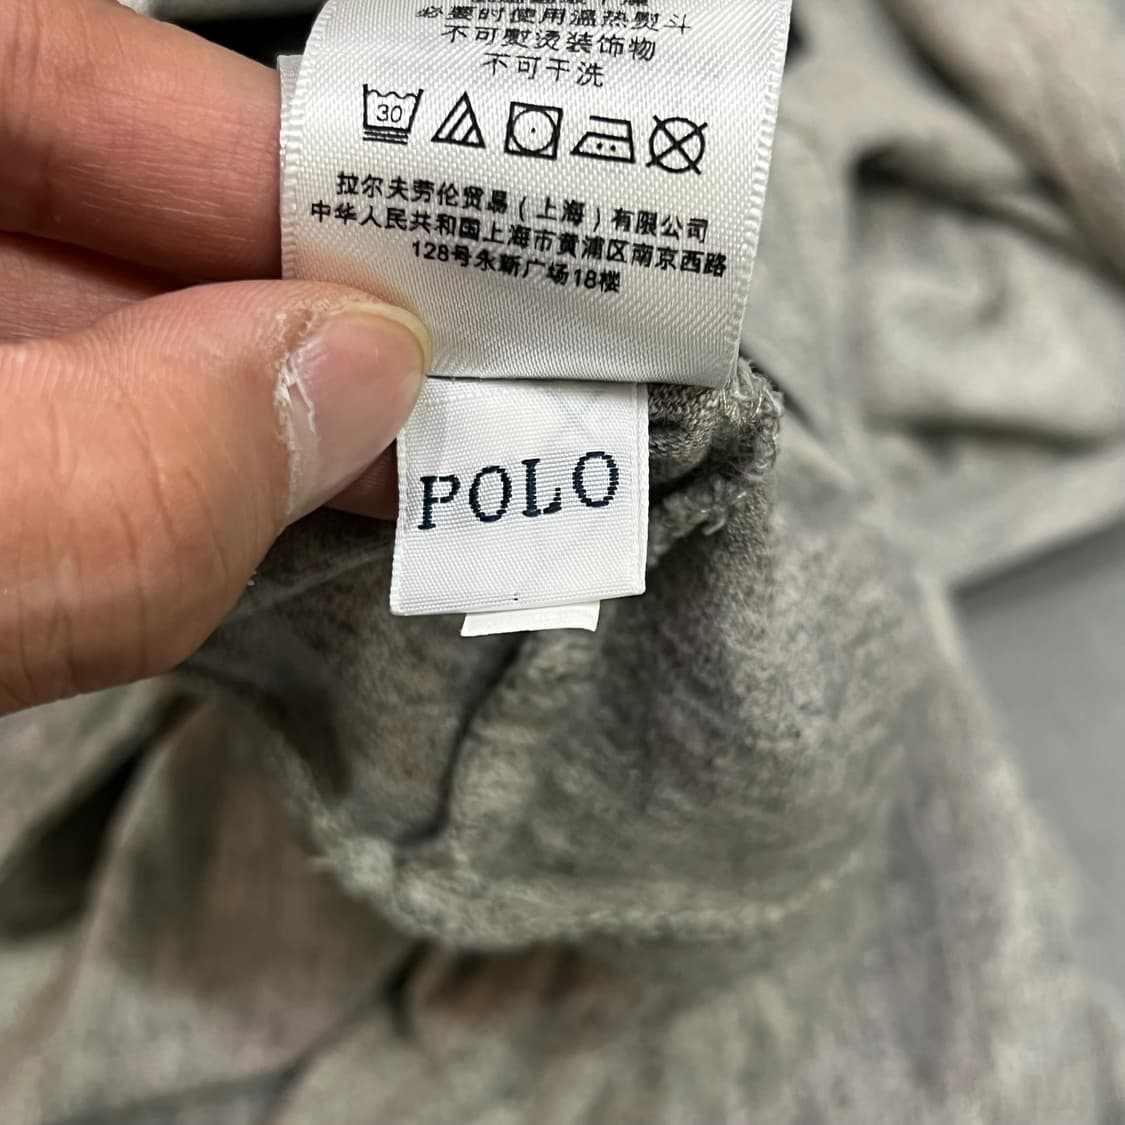 必要时使用温热熨斗
不可熨烫装饰物
不可干洗
30
拉尔夫劳伦贸易（上海）有限公司
中华人民共和国上海市黄浦区南京西路
128号永新广场18楼
POLO